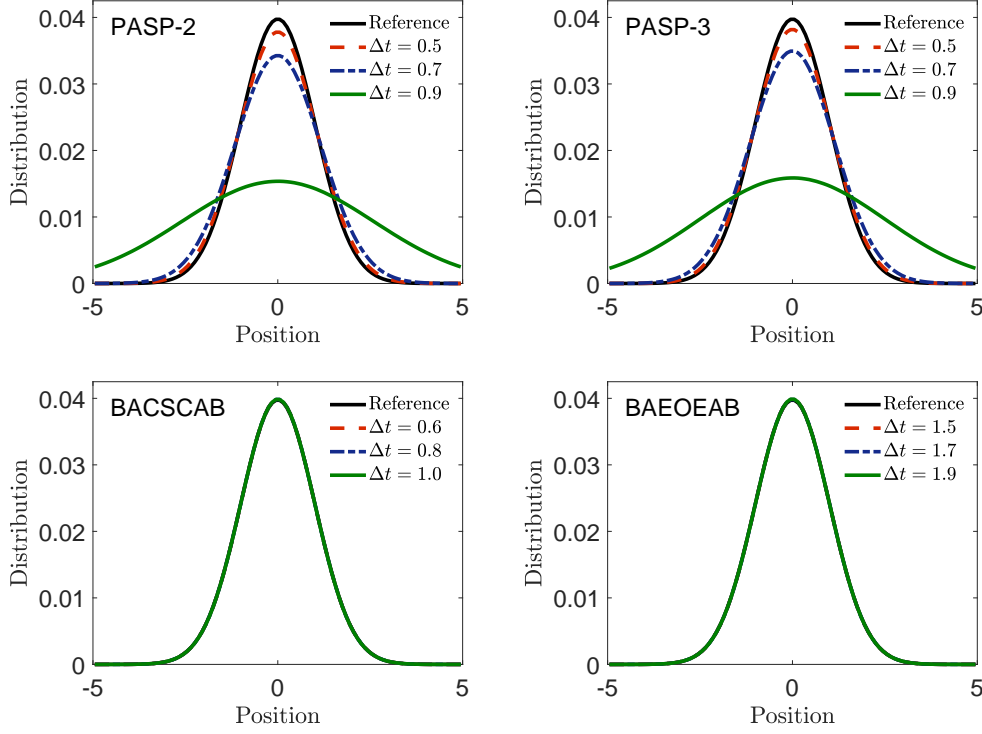 PASP-2
Reference
Δt = 0.5
Δt = 0.7
Δt = 0.9
0.04
0.03
0.02
0.01
0
-5
0
5
Distribution
Position
PASP-3
Reference
Δt = 0.5
Δt = 0.7
Δt = 0.9
0.04
0.03
0.02
0.01
0
-5
0
5
Distribution
Position
BACSCAB
Reference
Δt = 0.6
Δt = 0.8
Δt = 1.0
0.04
0.03
0.02
0.01
0
-5
0
5
Distribution
Position
BAEOEAB
Reference
Δt = 1.5
Δt = 1.7
Δt = 1.9
0.04
0.03
0.02
0.01
0
-5
0
5
Distribution
Position